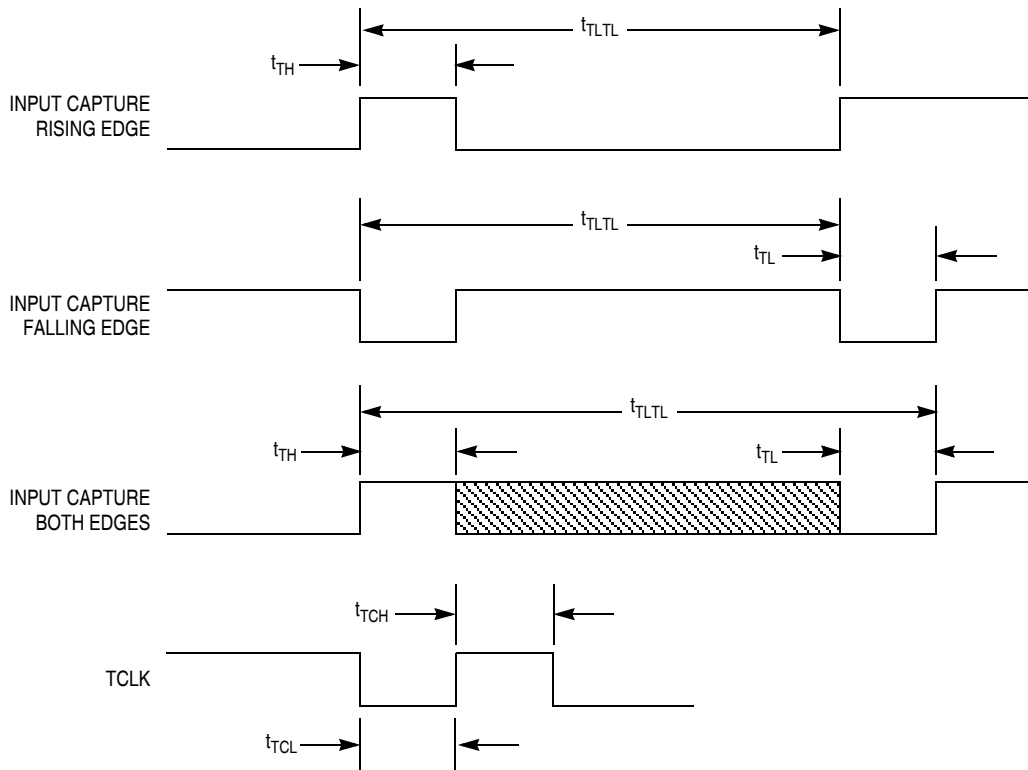 tTLTL
tTH
INPUT CAPTURE
RISING EDGE
tTLTL
tTL
INPUT CAPTURE
FALLING EDGE
tTLTL
tTH
tTL
INPUT CAPTURE
BOTH EDGES
tTCH
TCLK
tTCL